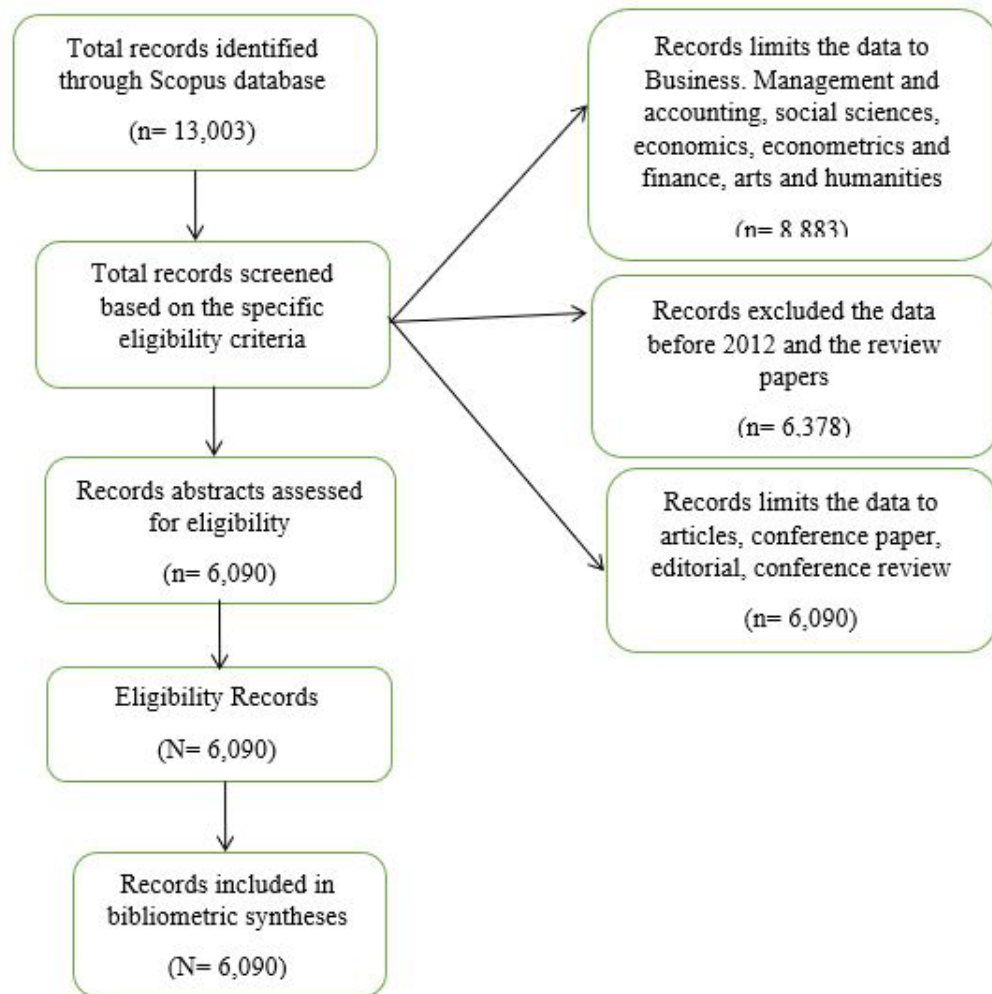 Total records identified
through Scopus database
(n= 13,003)
Total records screened
based on the specific
eligibility criteria
Records abstracts assessed
for eligibility
(n= 6,090)
Eligibility Records
(N= 6,090)
Records included in
bibliometric syntheses
(N= 6,090)
Records limits the data to
Business. Management and
accounting, social sciences,
economics, econometrics and
finance, arts and humanities
(n= 8,883)
Records excluded the data
before 2012 and the review
papers
(n= 6,378)
Records limits the data to
articles, conference paper,
editorial, conference review
(n= 6,090)